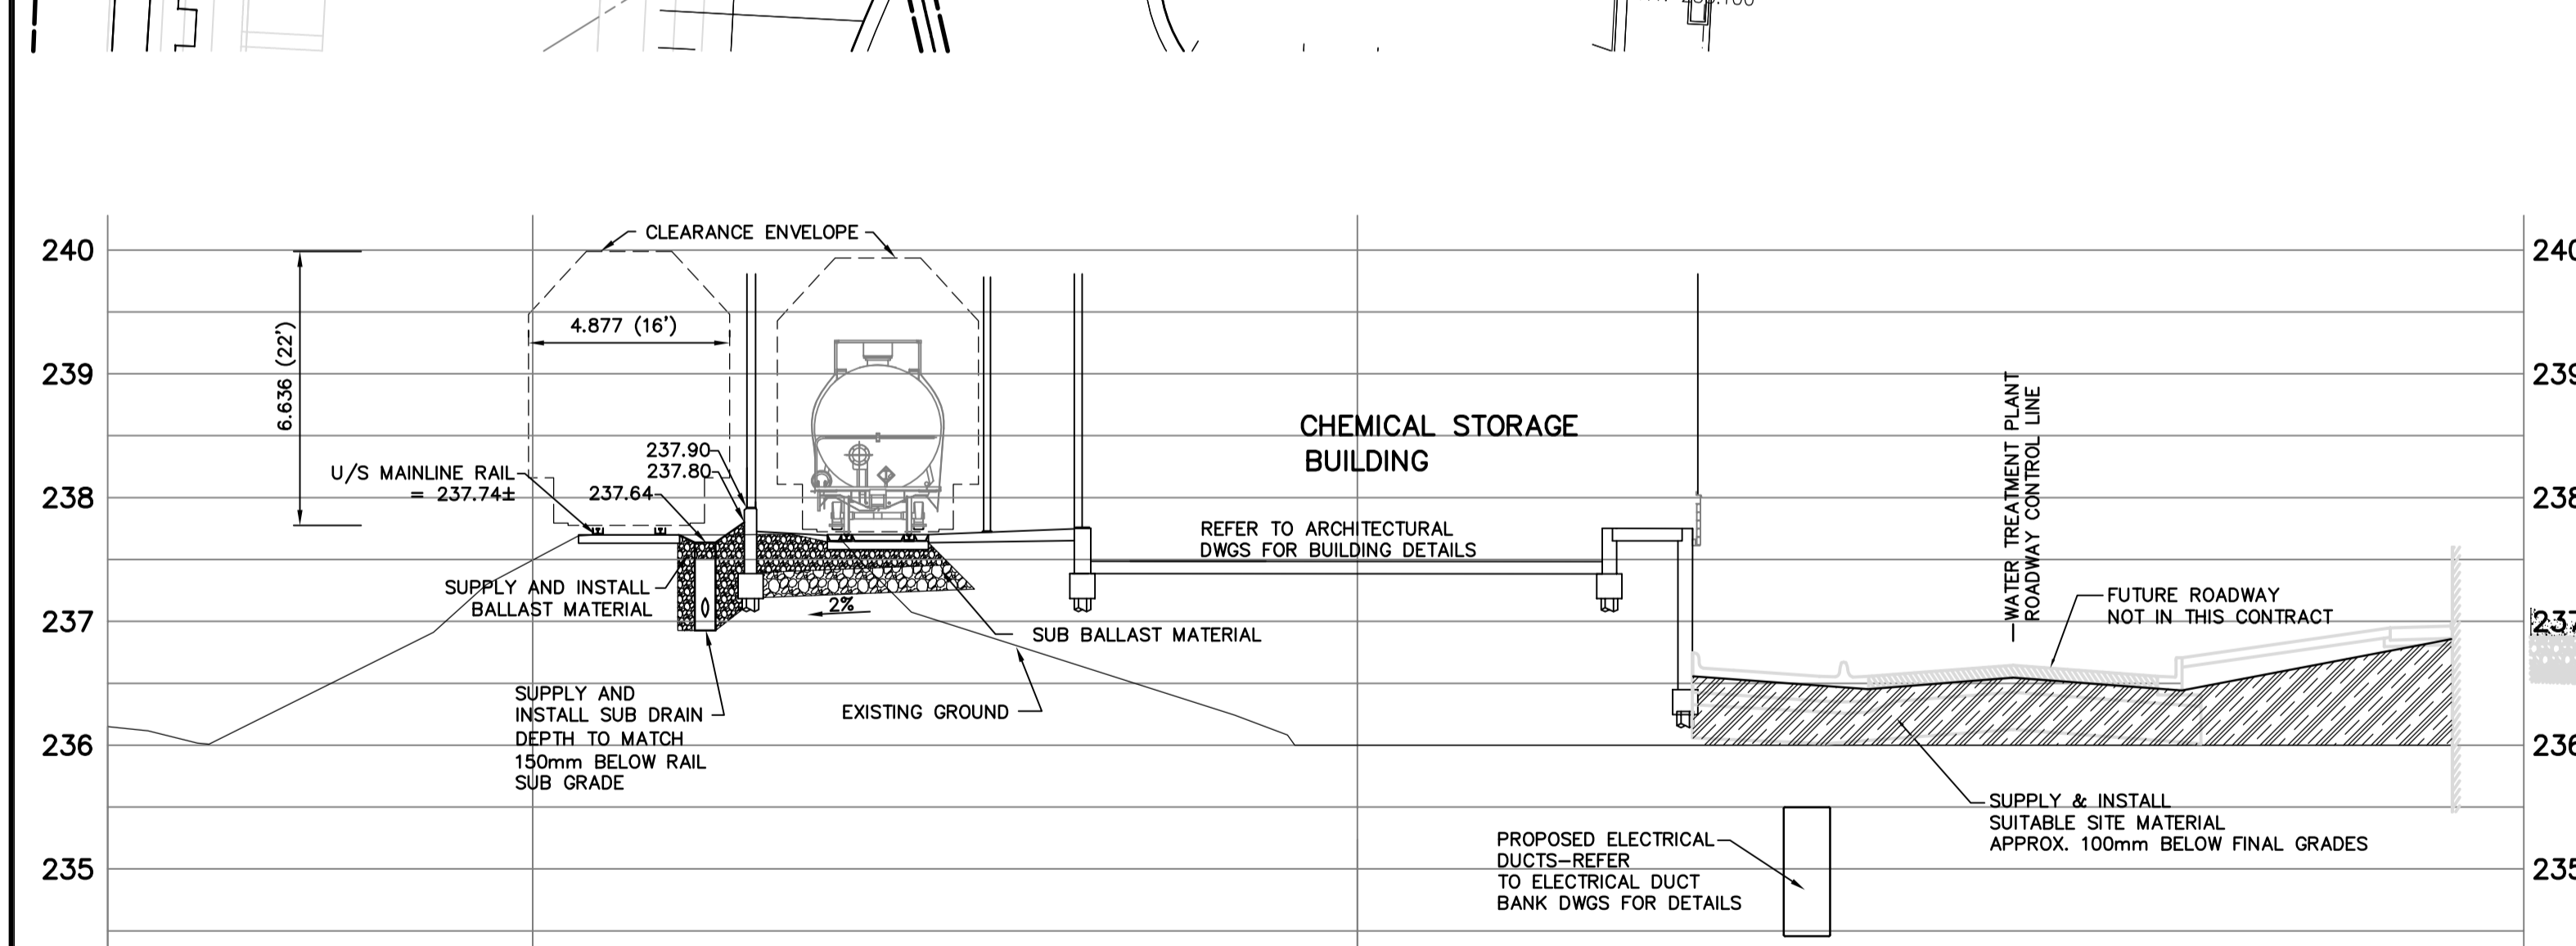 240
CLEARANCE ENVELOPE
240
6.636 (22')
4.877 (16')
239
239
CHEMICAL STORAGE
BUILDING
WATER TREATMENT PLANT
ROADWAY CONTROL LINE
237.90
237.80
237.64
U/S MAINLINE RAIL
= 237.74±
238
238
REFER TO ARCHITECTURAL
DWGS FOR BUILDING DETAILS
SUPPLY AND INSTALL
BALLAST MATERIAL
2%
FUTURE ROADWAY
NOT IN THIS CONTRACT
237
237
SUB BALLAST MATERIAL
SUPPLY AND
INSTALL SUB DRAIN
DEPTH TO MATCH
150mm BELOW RAIL
SUB GRADE
EXISTING GROUND
236
236
SUPPLY & INSTALL
SUITABLE SITE MATERIAL
APPROX. 100mm BELOW FINAL GRADES
PROPOSED ELECTRICAL
DUCTS-REFER
TO ELECTRICAL DUCT
BANK DWGS FOR DETAILS
235
235